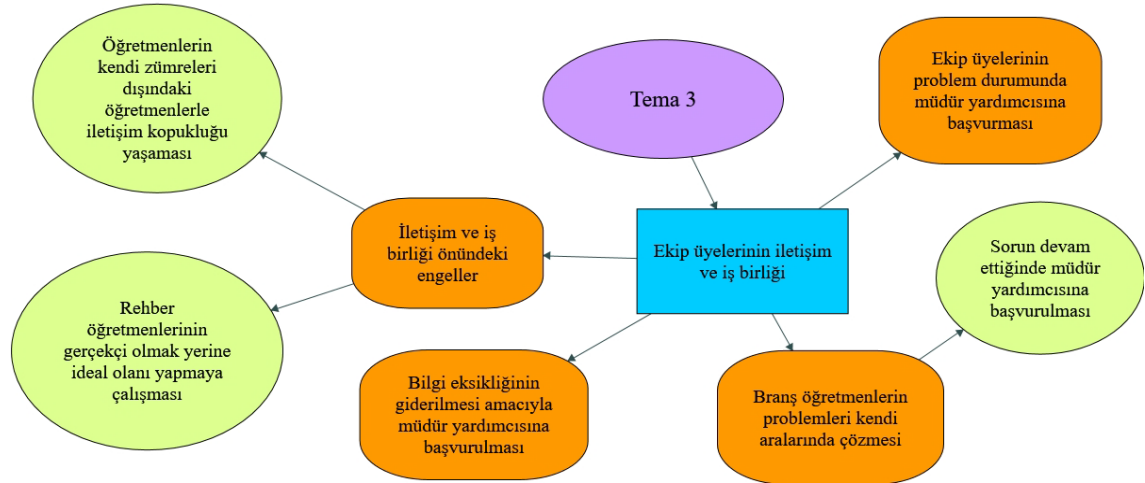 Öğretmenlerin
kendi zümreleri
dışındaki
öğretmenlerle
iletişim kopukluğu
yaşaması
Tema 3
Ekip üyelerinin
problem durumunda
müdür yardımcısına
başvurması
İletişim ve iş
birliği önündeki
engeller
Ekip üyelerinin iletişim
ve iş birliği
Sorun devam
ettiğinde müdür
yardımcısına
başvurulması
Rehber
öğretmenlerinin
gerçekçi olmak yerine
ideal olanı yapmaya
çalışması
Bilgi eksikliğinin
giderilmesi amacıyla
müdür yardımcısına
başvurulması
Branş öğretmenlerin
problemleri kendi
aralarında çözmesi